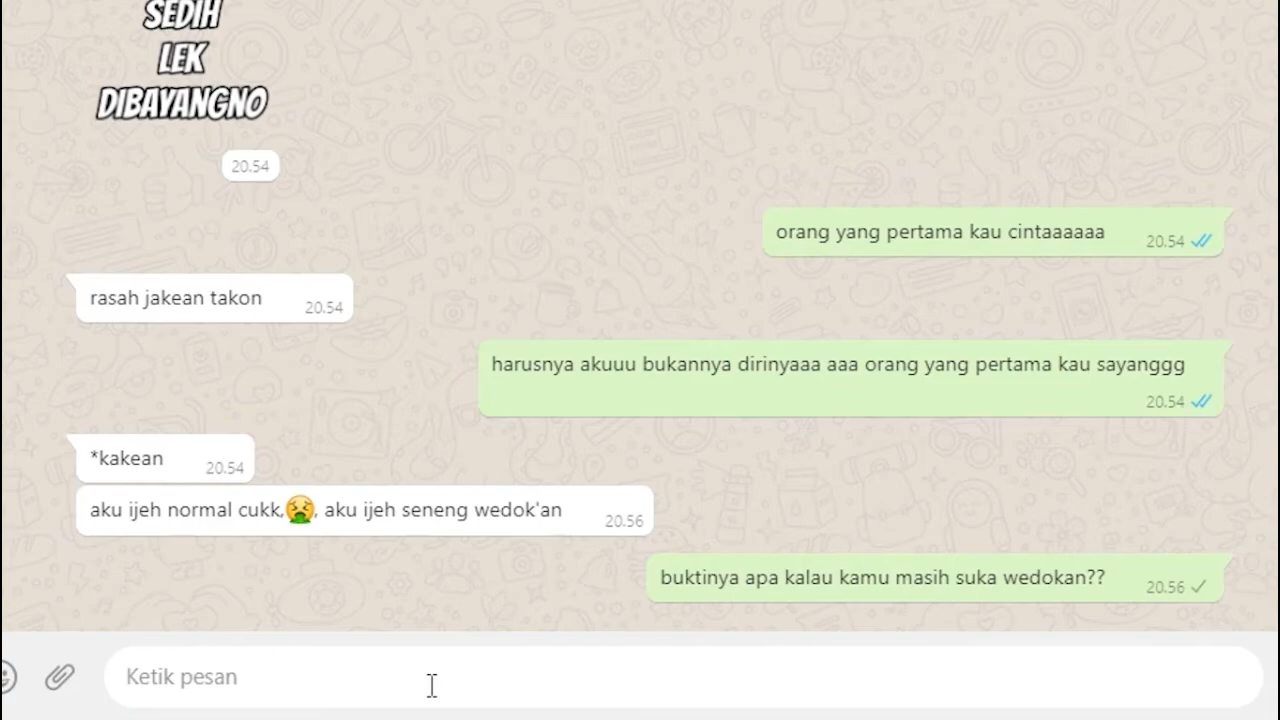 SEDIH
LEK
DIBAYANGNO
20.54
orang yang pertama kau cintaaaaaa
20.54
rasah jakean takon
20.54
harusnya akuuu bukannya dirinyaaa aaa orang yang pertama kau sayanggg
20.54
*kakean
20.54
aku ijeh normal cukk,🤮, aku ijeh seneng wedok'an
20.56
buktinya apa kalau kamu masih suka wedokan??
20.56
Ketik pesan